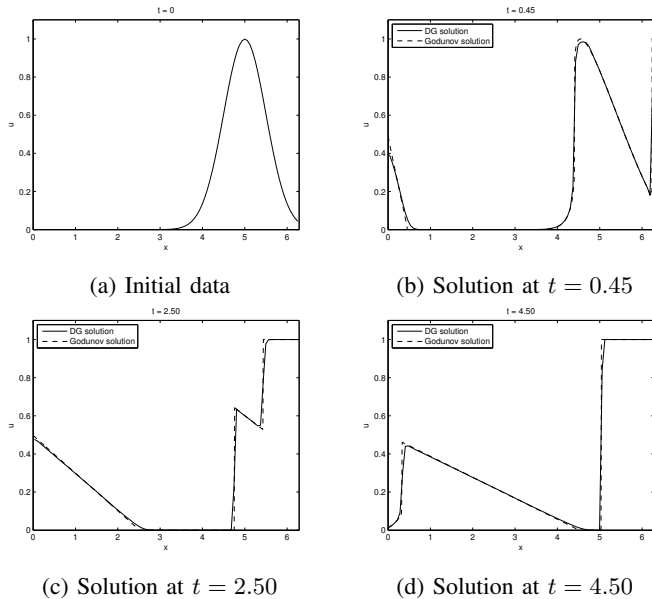 t = 0
u
1
0.8
0.6
0.4
0.2
0
0 1 2 3 4 5 6
x
(a) Initial data
t = 0.45
DG solution
Godunov solution
u
1
0.8
0.6
0.4
0.2
0
0 1 2 3 4 5 6
x
(b) Solution at t = 0.45
t = 2.50
DG solution
Godunov solution
u
1
0.8
0.6
0.4
0.2
0
0 1 2 3 4 5 6
x
(c) Solution at t = 2.50
t = 4.50
DG solution
Godunov solution
u
1
0.8
0.6
0.4
0.2
0
0 1 2 3 4 5 6
x
(d) Solution at t = 4.50